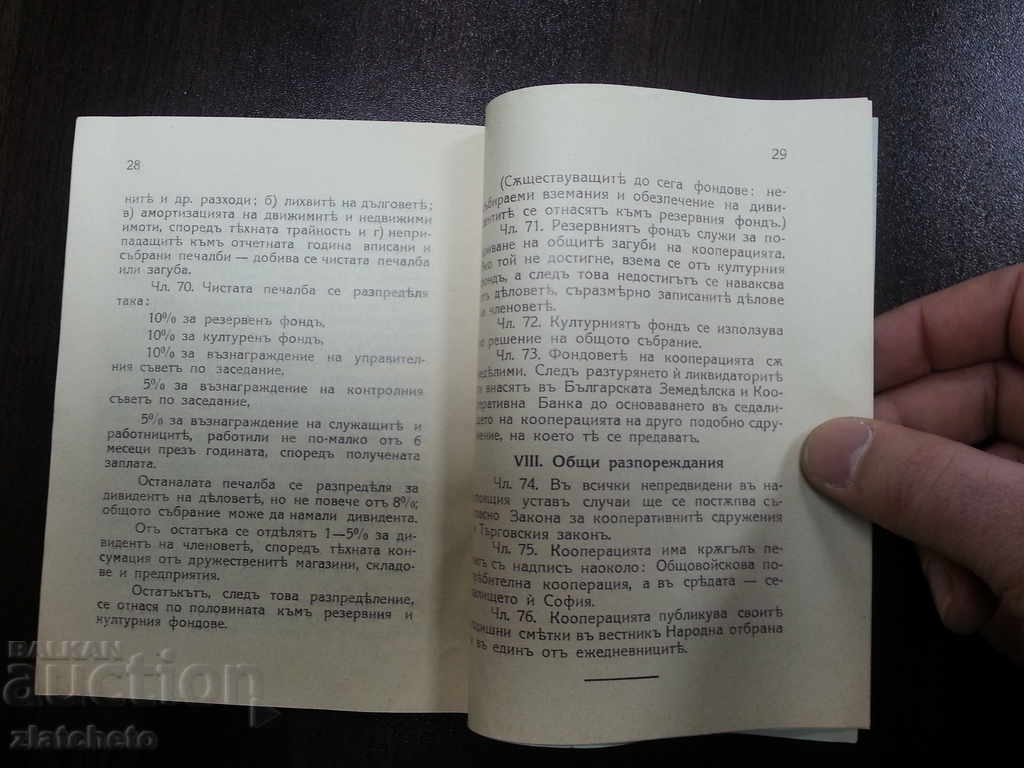 28
нитѣ и др. разходи; б) лихвитѣ на дълговетѣ;
в) амортизацията на движимитѣ и недвижими
имоти, споредъ тѣхната трайность и г) непри-
падащитѣ къмъ отчетната година вписани и
събрани печалби — добива се чистата печалба
или загуба.
Чл. 70. Чистата печалба се разпредѣля
така:
10% за резервенъ фондъ,
10% за културенъ фондъ,
10% за възнаграждение на управител-
ния съветъ по заседание,
5% за възнаграждение на контролния
съветъ по заседание,
5% за възнаграждение на служащитѣ и
работницитѣ, работили не по-малко отъ 6
месеци презъ годината, споредъ получената
заплата.
Останалата печалба се разпредѣля за
дивидентъ на дѣловетѣ, но не повече отъ 8%;
общото събрание може да намали дивидента.
Отъ остатъка се отдѣлятъ 1—5% за ди-
видентъ на членоветѣ, споредъ тѣхната кон-
сумация отъ дружественитѣ магазини, складо-
ве и предприятия.
Остатъкътъ, следъ това разпредѣление,
се отнася по половината къмъ резервния и
културния фондове.
29
(Сѫществуващитѣ до сега фондове: не-
събираеми вземания и обезпечение на диви-
дентитѣ се отнасятъ къмъ резервния фондъ.)
Чл. 71. Резервниятъ фондъ служи за по-
криване на общитѣ загуби на кооперацията.
той не достигне, взема се отъ културния
фондъ, а следъ това недостигътъ се наваксва
отъ дѣловетѣ, съразмѣрно записанитѣ дѣлове
на членоветѣ.
Чл. 72. Културниятъ фондъ се използува
по решение на общото събрание.
Чл. 73. Фондоветѣ на кооперацията сѫ
недѣлими. Следъ разтурянето ѝ ликвидаторитѣ
ги внасятъ въ Българската Земедѣлска и Коо-
перативна Банка до основаването въ седали-
щето на кооперацията на друго подобно сдру-
жение, на което тѣ се предаватъ.
VIII. Общи разпореждания
Чл. 74. Въ всички непредвидени въ на-
стоящия уставъ случаи ще се постѫпва съ-
гласно Закона за кооперативнитѣ сдружения
и Търговския законъ.
Чл. 75. Кооперацията има крѫгълъ пе-
чатъ съ надпис наоколо: Общовойскова по-
требителна кооперация, а въ срѣдата — се-
далището ѝ София.
Чл. 76. Кооперацията публикува своитѣ
годишни смѣтки въ вестникъ Народна отбрана
и въ единъ отъ ежедневницитѣ.
BALKAN
auction
zlatcheto